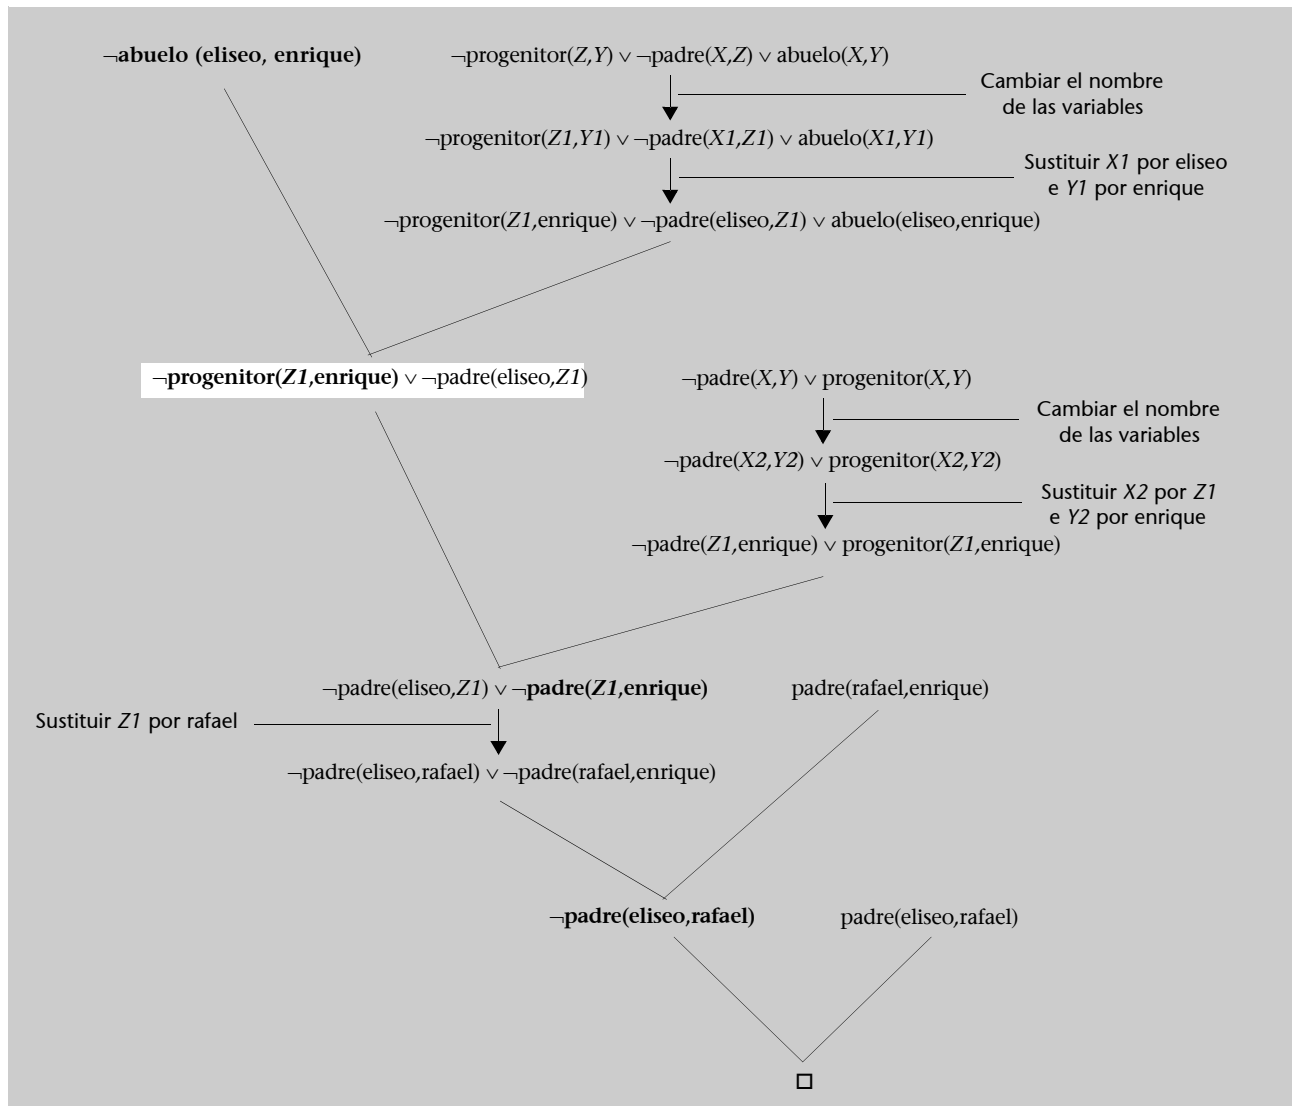 ¬abuelo (eliseo, enrique)
¬progenitor(Z,Y) ∨ ¬padre(X,Z) ∨ abuelo(X,Y)
Cambiar el nombre
de las variables
¬progenitor(Z1,Y1) ∨ ¬padre(X1,Z1) ∨ abuelo(X1,Y1)
Sustituir X1 por eliseo
e Y1 por enrique
¬progenitor(Z1,enrique) ∨ ¬padre(eliseo,Z1) ∨ abuelo(eliseo,enrique)
¬progenitor(Z1,enrique) ∨ ¬padre(eliseo,Z1)
¬padre(X,Y) ∨ progenitor(X,Y)
Cambiar el nombre
de las variables
¬padre(X2,Y2) ∨ progenitor(X2,Y2)
Sustituir X2 por Z1
e Y2 por enrique
¬padre(Z1,enrique) ∨ progenitor(Z1,enrique)
¬padre(eliseo,Z1) ∨ ¬padre(Z1,enrique)
padre(rafael,enrique)
Sustituir Z1 por rafael
¬padre(eliseo,rafael) ∨ ¬padre(rafael,enrique)
¬padre(eliseo,rafael)
padre(eliseo,rafael)